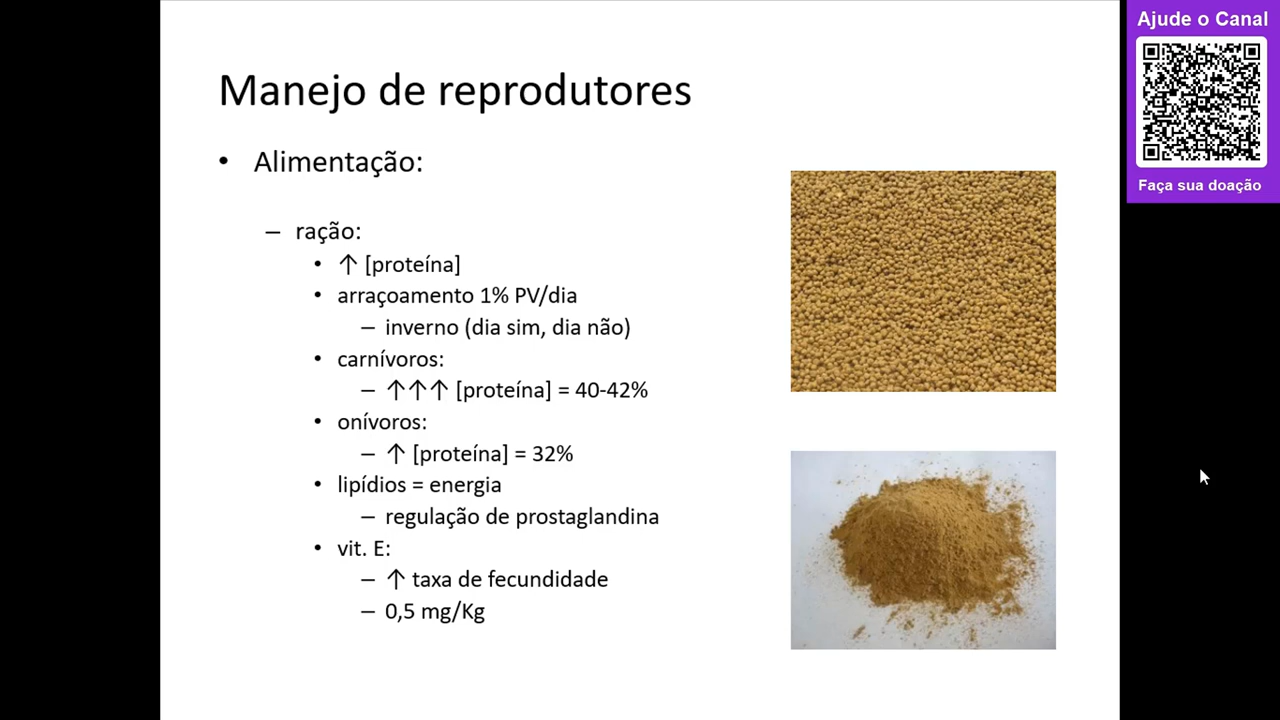 Manejo de reprodutores
• Alimentação:
– ração:
• ↑ [proteína]
• arraçoamento 1% PV/dia
– inverno (dia sim, dia não)
• carnívoros:
– ↑↑↑ [proteína] = 40-42%
• onívoros:
– ↑ [proteína] = 32%
• lipídios = energia
– regulação de prostaglandina
• vit. E:
– ↑ taxa de fecundidade
– 0,5 mg/Kg
Ajude o Canal
Faça sua doação